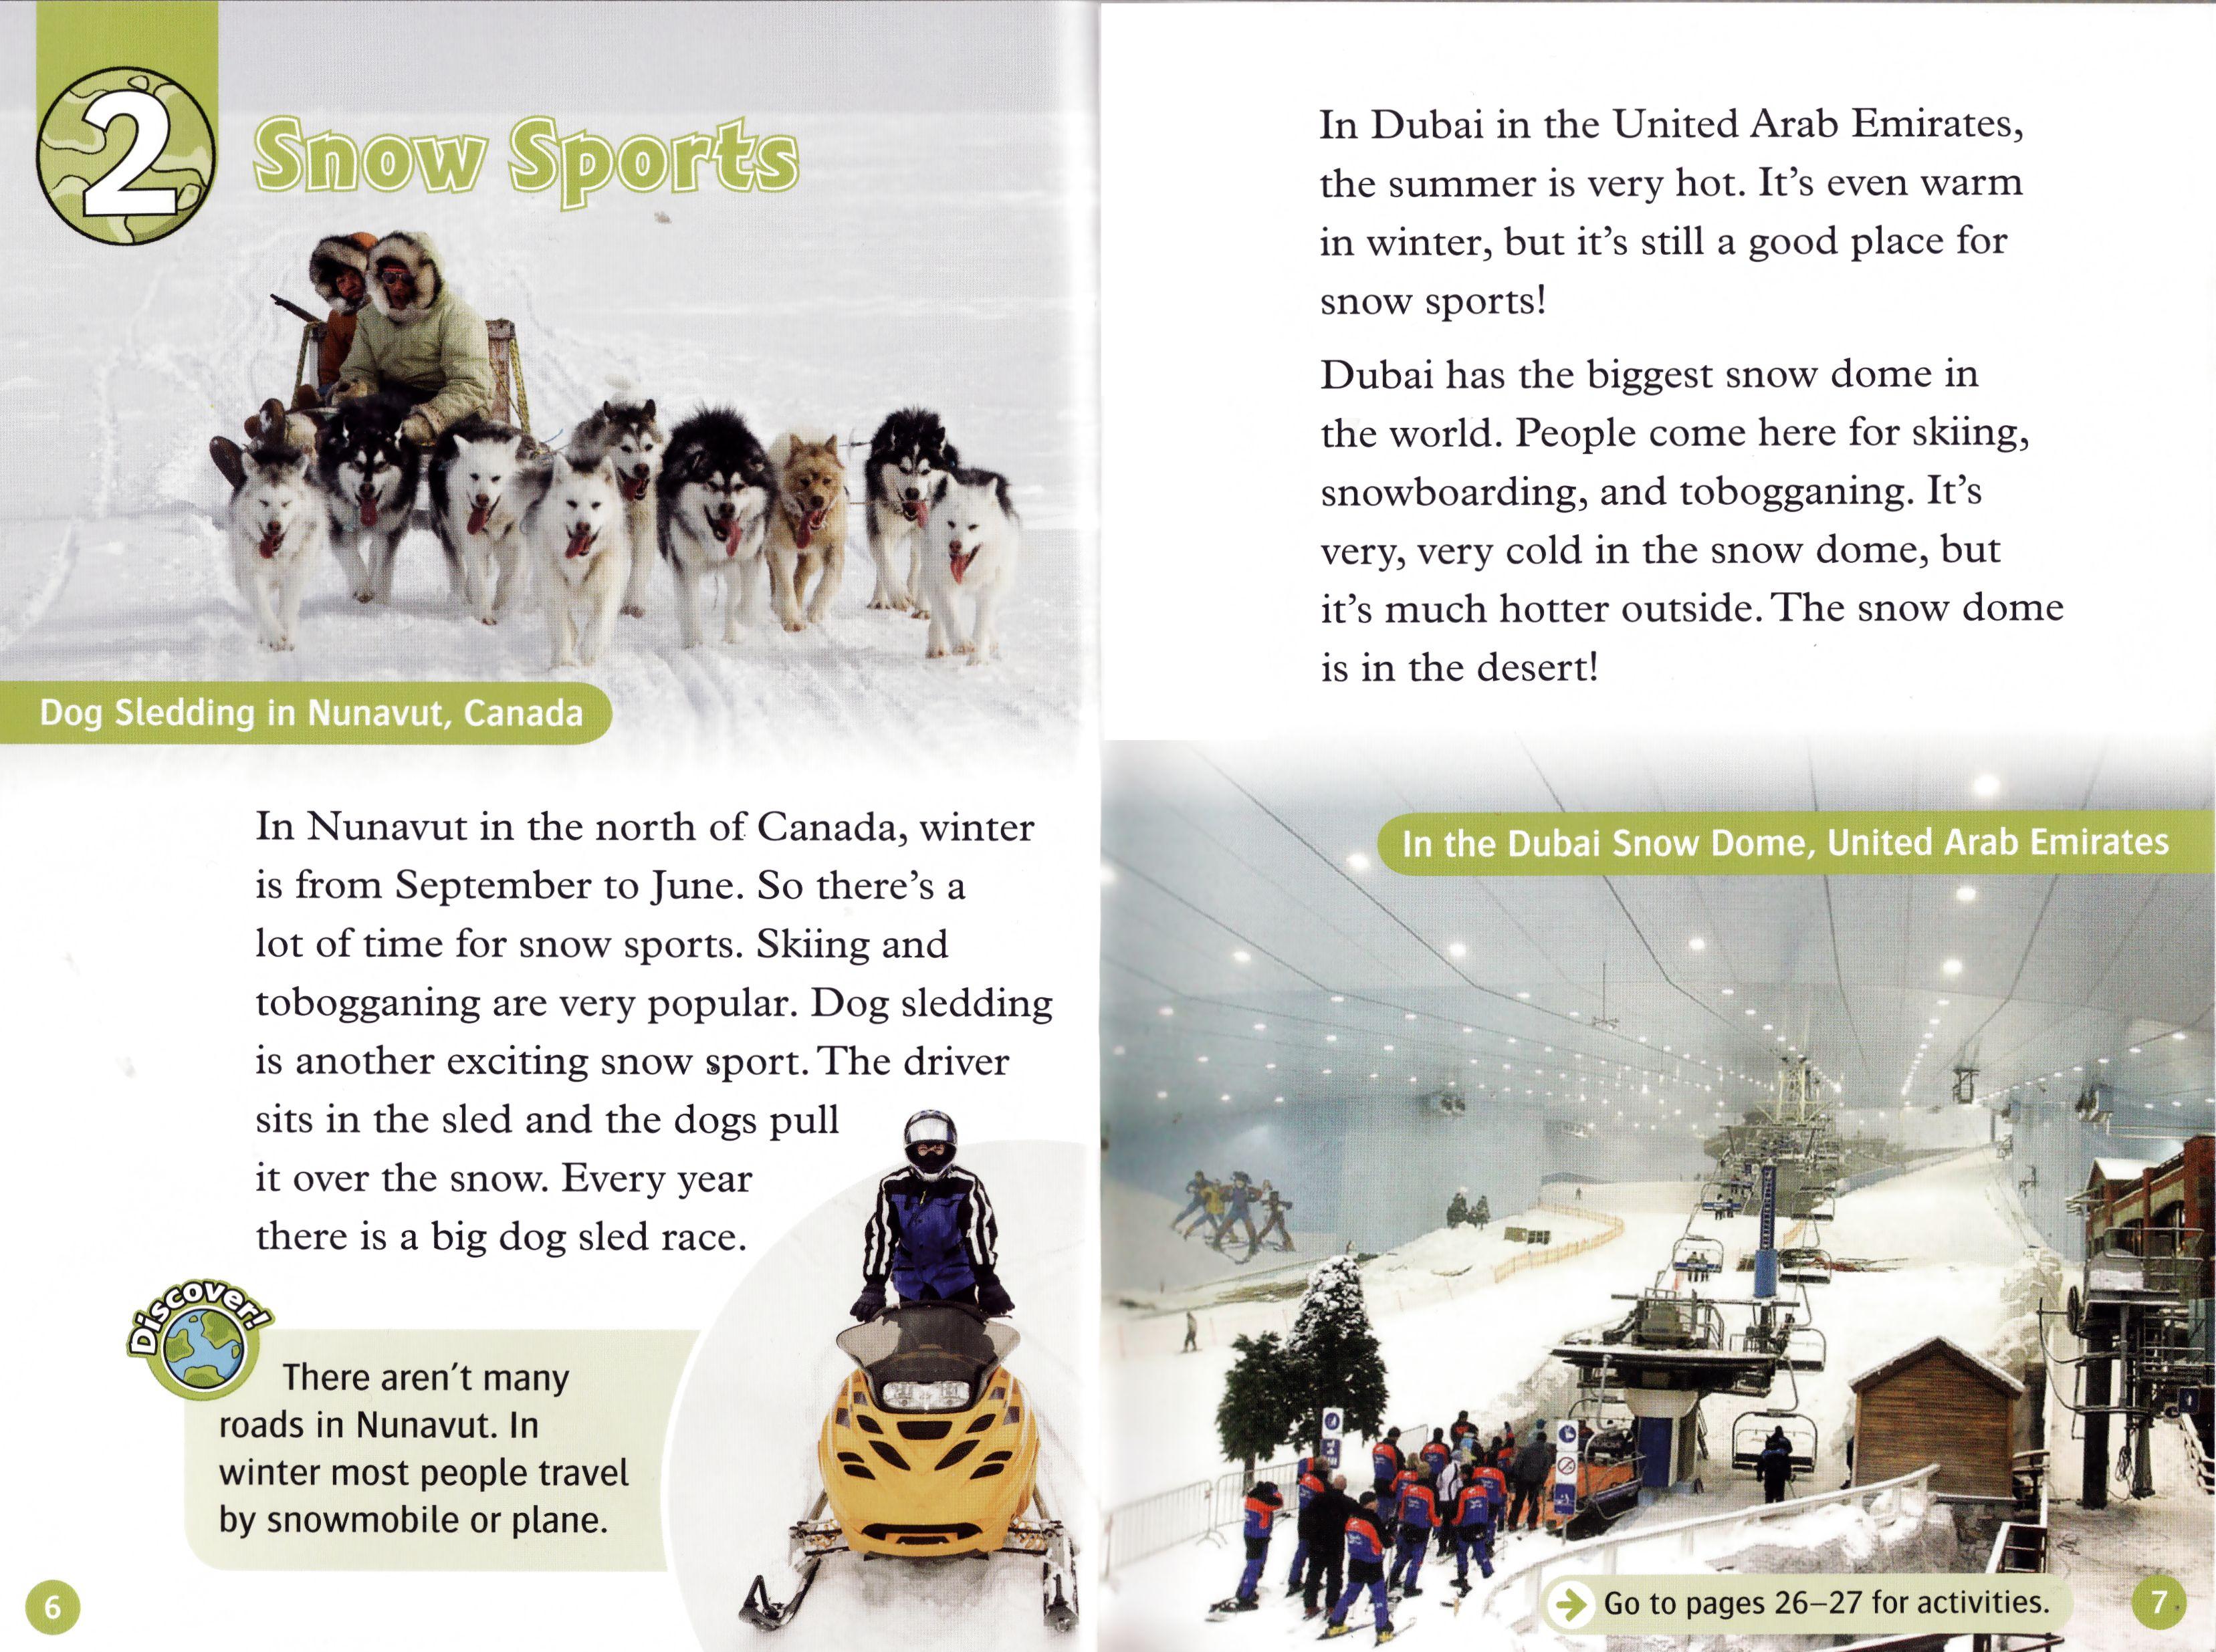 2
Snow Sports
Dog Sledding in Nunavut, Canada
In Nunavut in the north of Canada, winter
is from September to June. So there's a
lot of time for snow sports. Skiing and
tobogganing are very popular. Dog sledding
is another exciting snow sport. The driver
sits in the sled and the dogs pull
it over the snow. Every year
there is a big dog sled race.
Discover!
There aren't many
roads in Nunavut. In
winter most people travel
by snowmobile or plane.
6
In Dubai in the United Arab Emirates,
the summer is very hot. It's even warm
in winter, but it's still a good place for
snow sports!
Dubai has the biggest snow dome in
the world. People come here for skiing,
snowboarding, and tobogganing. It's
very, very cold in the snow dome, but
it's much hotter outside. The snow dome
is in the desert!
In the Dubai Snow Dome, United Arab Emirates
Go to pages 26–27 for activities.
7